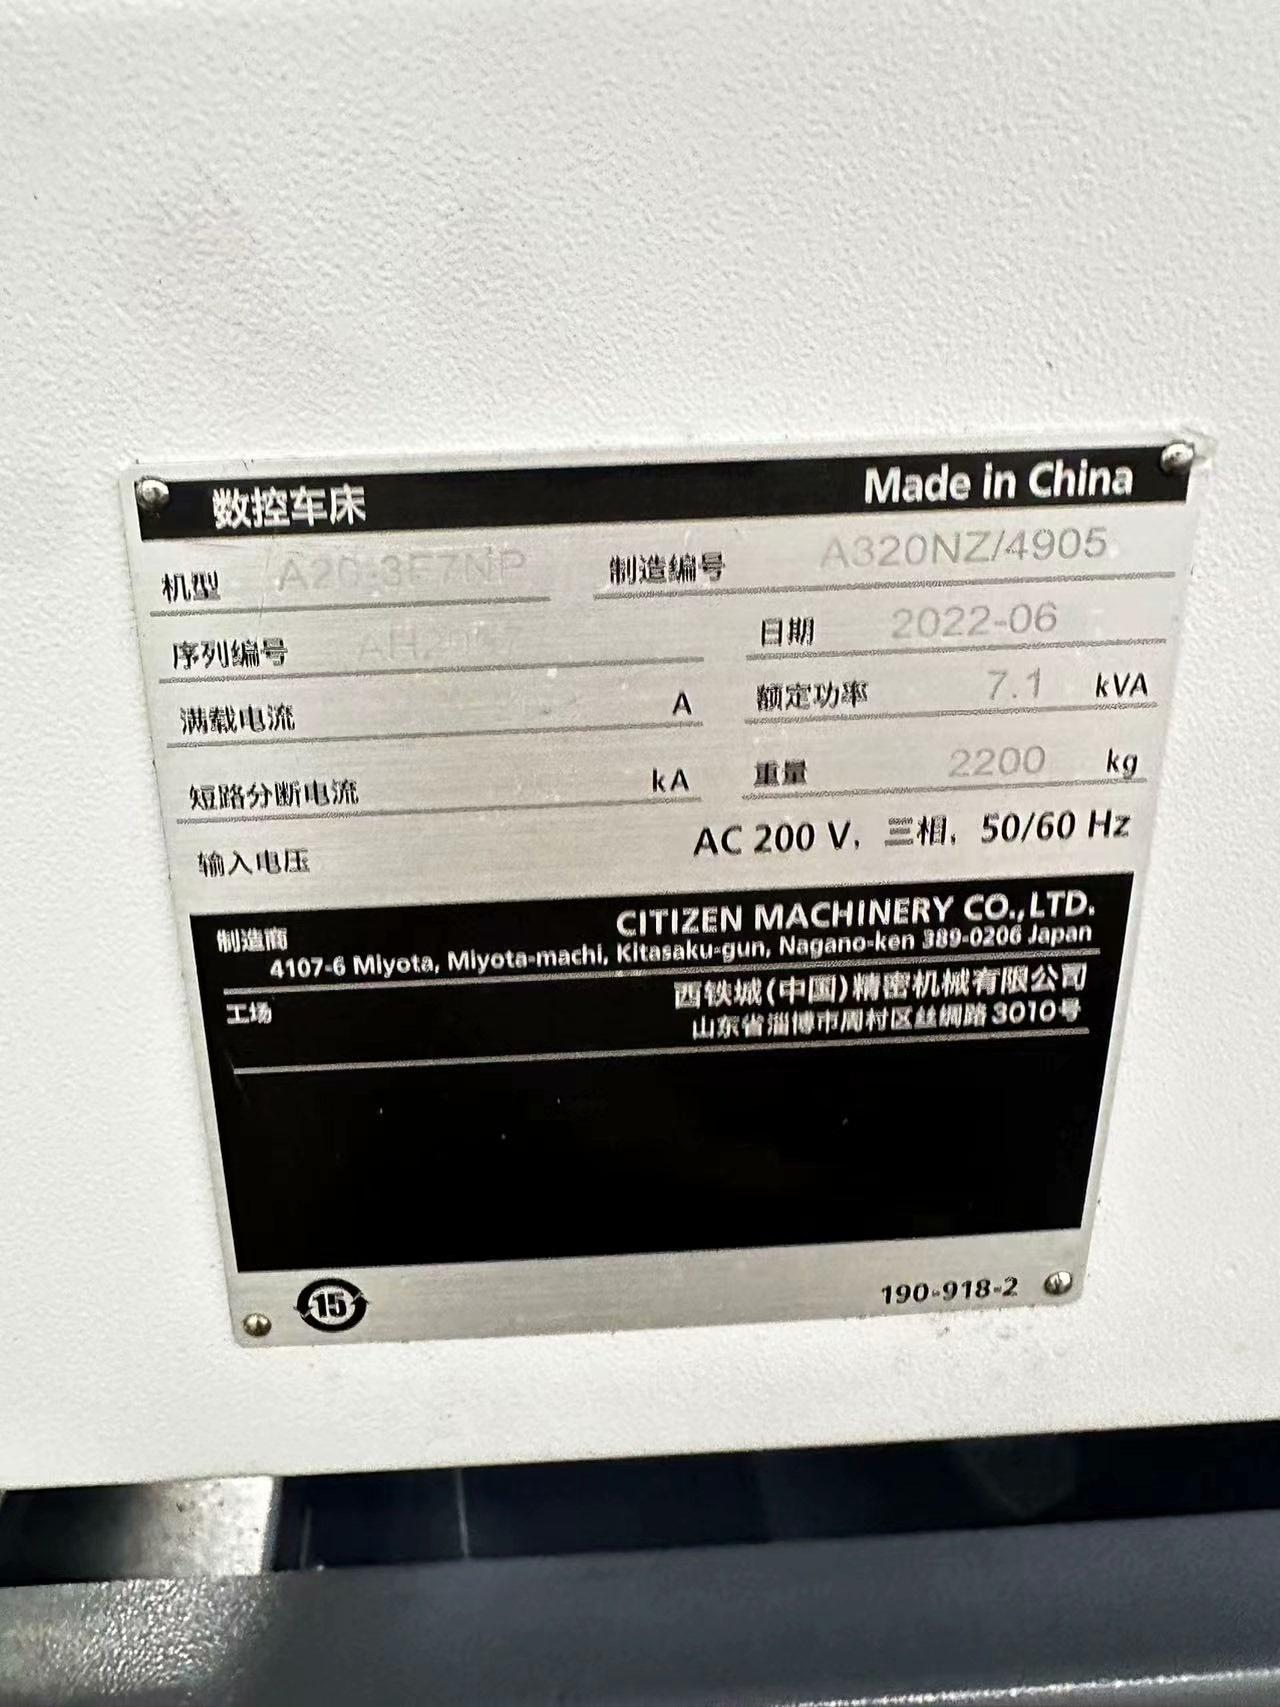 数控车床 Made in China
机型 制造编号 A320NZ/4905
序列编号 日期 2022-06
满载电流 A 额定功率 7.1 kVA
短路分断电流 kA 重量 2200 kg
输入电压 AC 200 V, 三相, 50/60 Hz
制造商 CITIZEN MACHINERY CO.,LTD.
4107-6 Miyota, Miyota-machi, Kitasaku-gun, Nagano-ken 389-0206 Japan
工场 西铁城(中国)精密机械有限公司
山东省淄博市周村区丝绸路3010号
15 190-918-2